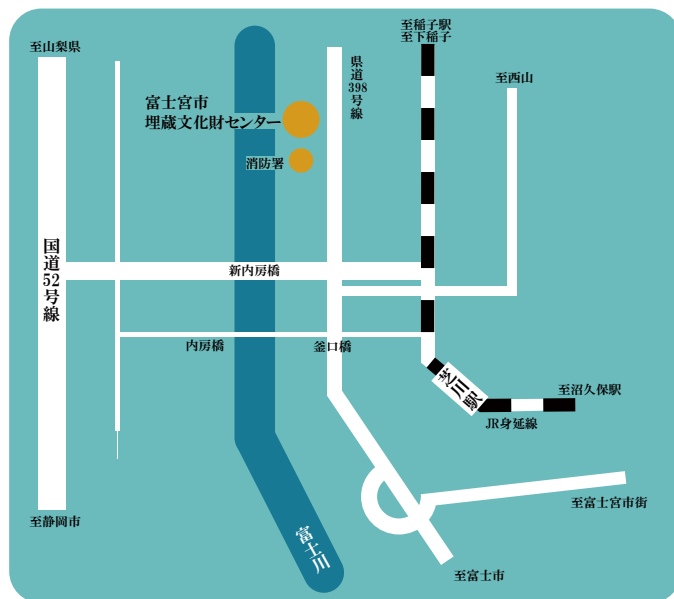 至山梨県
至稲子駅
至下稲子
県道398号線
至西山
富士宮市
埋蔵文化財センター
消防署
国道52号線
新内房橋
内房橋
釜口橋
芝川駅
至沼久保駅
JR身延線
至富士宮市街
至静岡市
富士川
至富士市